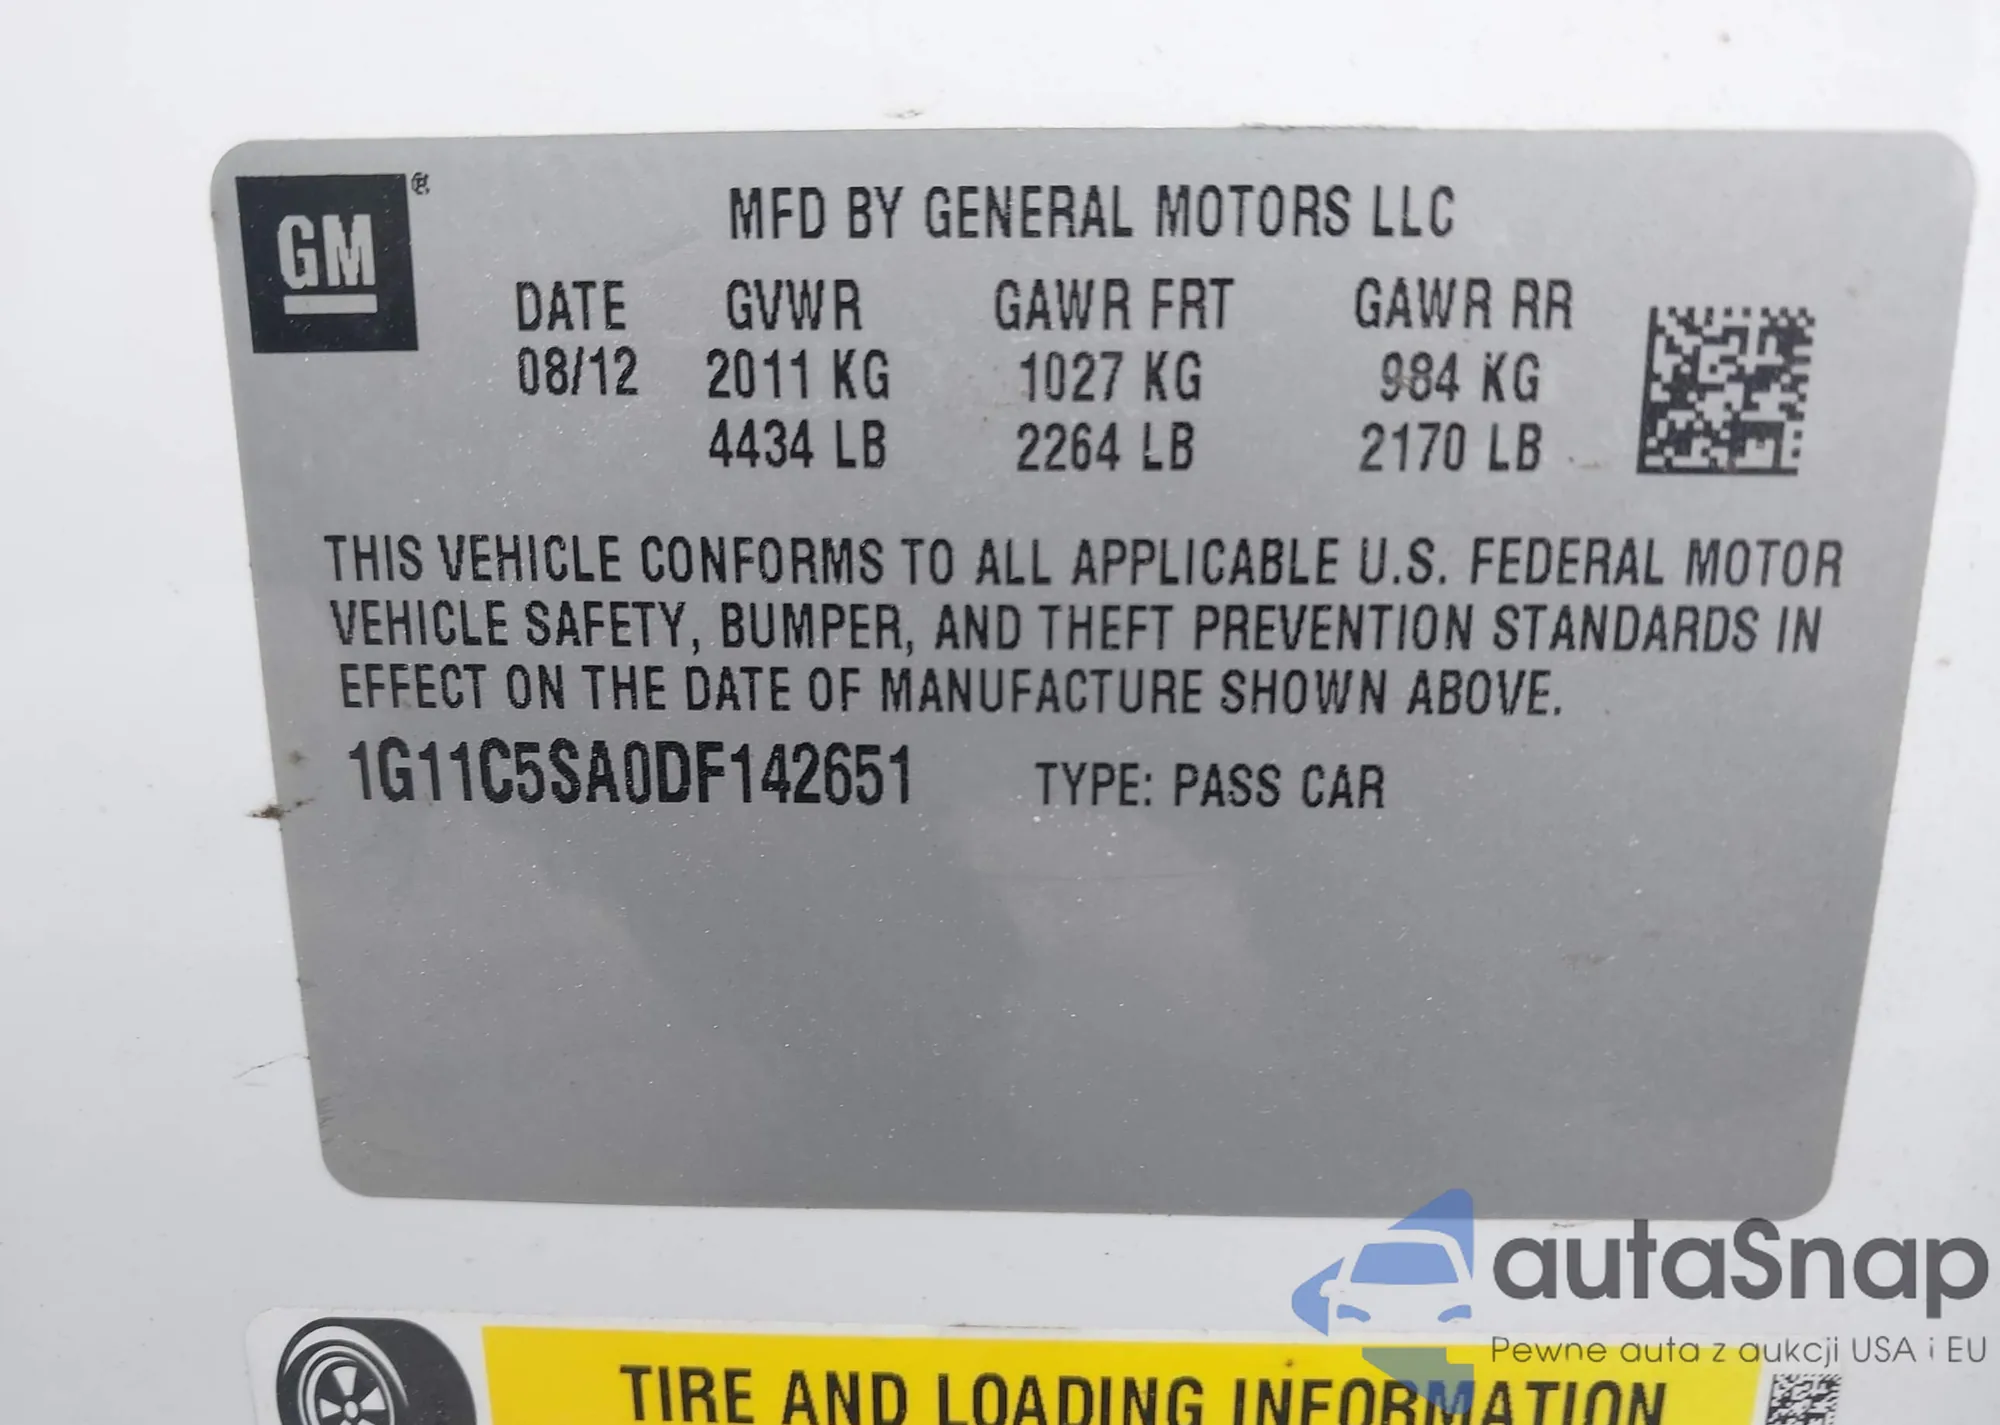 GM®
MFD BY GENERAL MOTORS LLC
DATE GVWR GAWR FRT GAWR RR
08/12 2011 KG 1027 KG 984 KG
4434 LB 2264 LB 2170 LB
THIS VEHICLE CONFORMS TO ALL APPLICABLE U.S. FEDERAL MOTOR
VEHICLE SAFETY, BUMPER, AND THEFT PREVENTION STANDARDS IN
EFFECT ON THE DATE OF MANUFACTURE SHOWN ABOVE.
1G11C5SA0DF142651 TYPE: PASS CAR
autaSnap
Pewne auta z aukcji USA i EU
TIRE AND LOADING INFORMATION